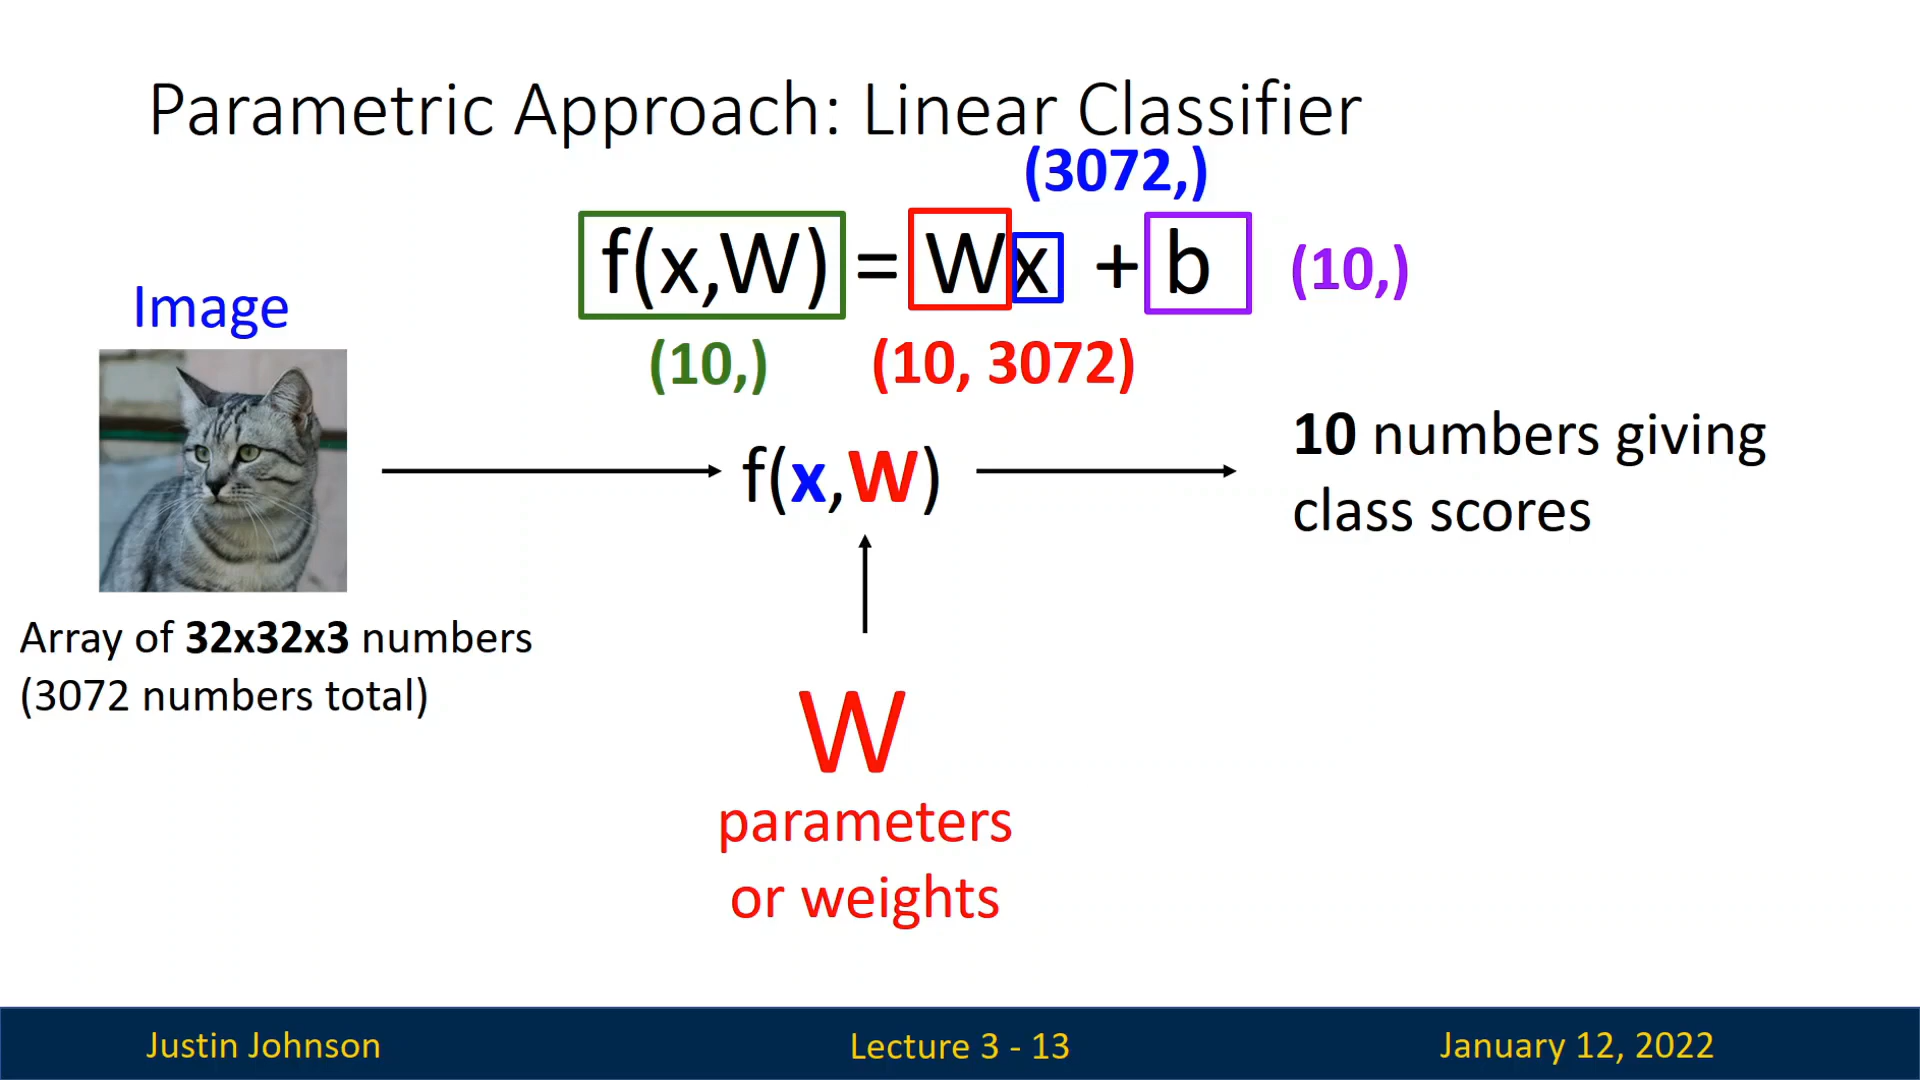 Parametric Approach: Linear Classifier
(3072,)
f(x,W) = Wx + b (10,)
Image
(10,) (10, 3072)
f(x,W)
10 numbers giving
class scores
Array of 32x32x3 numbers
(3072 numbers total)
W
parameters
or weights
Justin Johnson
Lecture 3 - 13
January 12, 2022